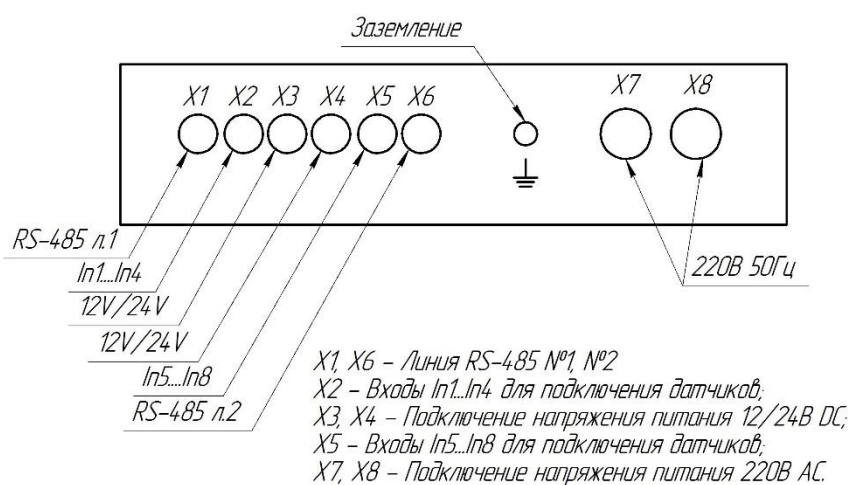 Заземление
X1 X2 X3 X4 X5 X6 X7 X8
RS-485 л.1
In1...In4
12V/24V
12V/24V
In5...In8
RS-485 л.2
220В 50Гц
X1, X6 – Линия RS-485 №1, №2
X2 – Входы In1...In4 для подключения датчиков;
X3, X4 – Подключение напряжения питания 12/24В DC;
X5 – Входы In5...In8 для подключения датчиков;
X7, X8 – Подключение напряжения питания 220В AC.